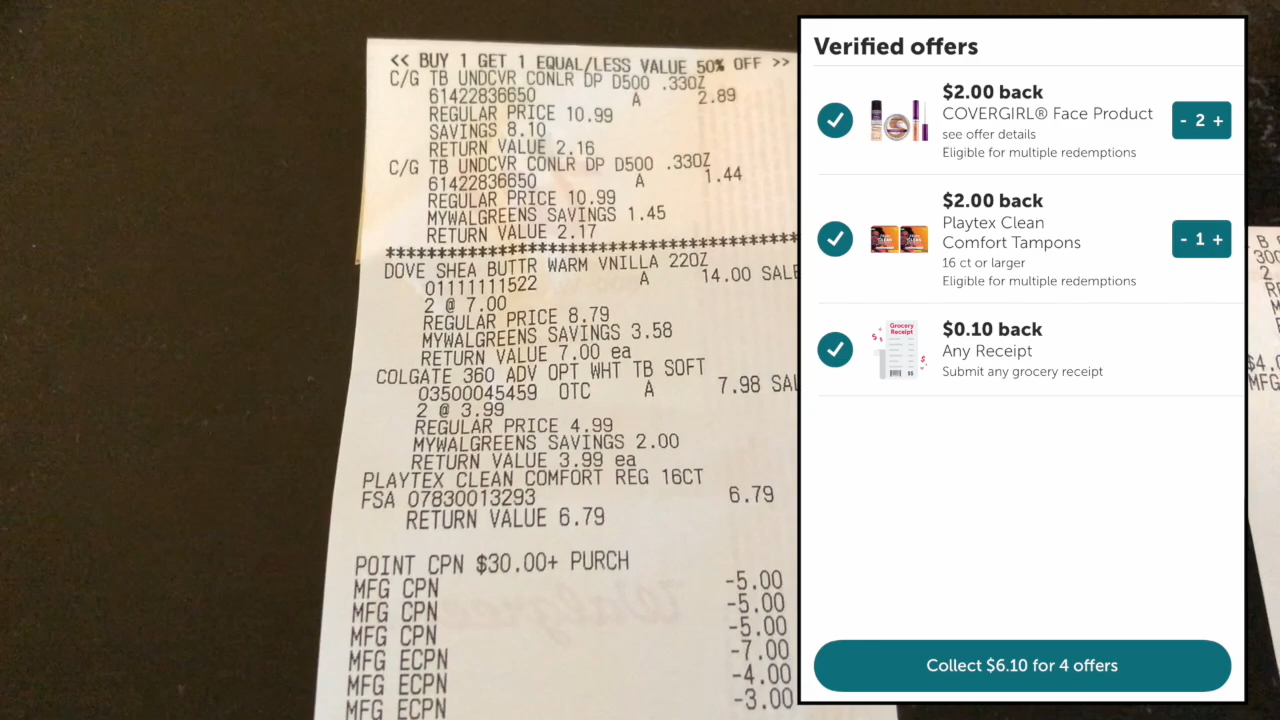 << BUY 1 GET 1 EQUAL/LESS VALUE 50% OFF >>
C/G TB UNDCVR CONLR DP D500 .330Z
61422836650 A 2.89
REGULAR PRICE 10.99
SAVINGS 8.10
RETURN VALUE 2.16
C/G TB UNDCVR CONLR DP D500 .330Z
61422836650 A 1.44
REGULAR PRICE 10.99
MYWALGREENS SAVINGS 1.45
RETURN VALUE 2.17
****************************************
DOVE SHEA BUTTR WARM VNILLA 22OZ
01111111522 A 14.00 SALE
2 @ 7.00
REGULAR PRICE 8.79
MYWALGREENS SAVINGS 3.58
RETURN VALUE 7.00 ea
COLGATE 360 ADV OPT WHT TB SOFT
03500045459 OTC A 7.98 SAL
2 @ 3.99
REGULAR PRICE 4.99
MYWALGREENS SAVINGS 2.00
RETURN VALUE 3.99 ea
PLAYTEX CLEAN COMFORT REG 16CT
FSA 07830013293 6.79
RETURN VALUE 6.79
POINT CPN $30.00+ PURCH
MFG CPN -5.00
MFG CPN -5.00
MFG CPN -5.00
MFG ECPN -7.00
MFG ECPN -4.00
MFG ECPN -3.00
Verified offers
$2.00 back
COVERGIRL® Face Product
see offer details
Eligible for multiple redemptions
- 2 +
$2.00 back
Playtex Clean
Comfort Tampons
16 ct or larger
Eligible for multiple redemptions
- 1 +
$0.10 back
Any Receipt
Submit any grocery receipt
Grocery
Receipt
Collect $6.10 for 4 offers